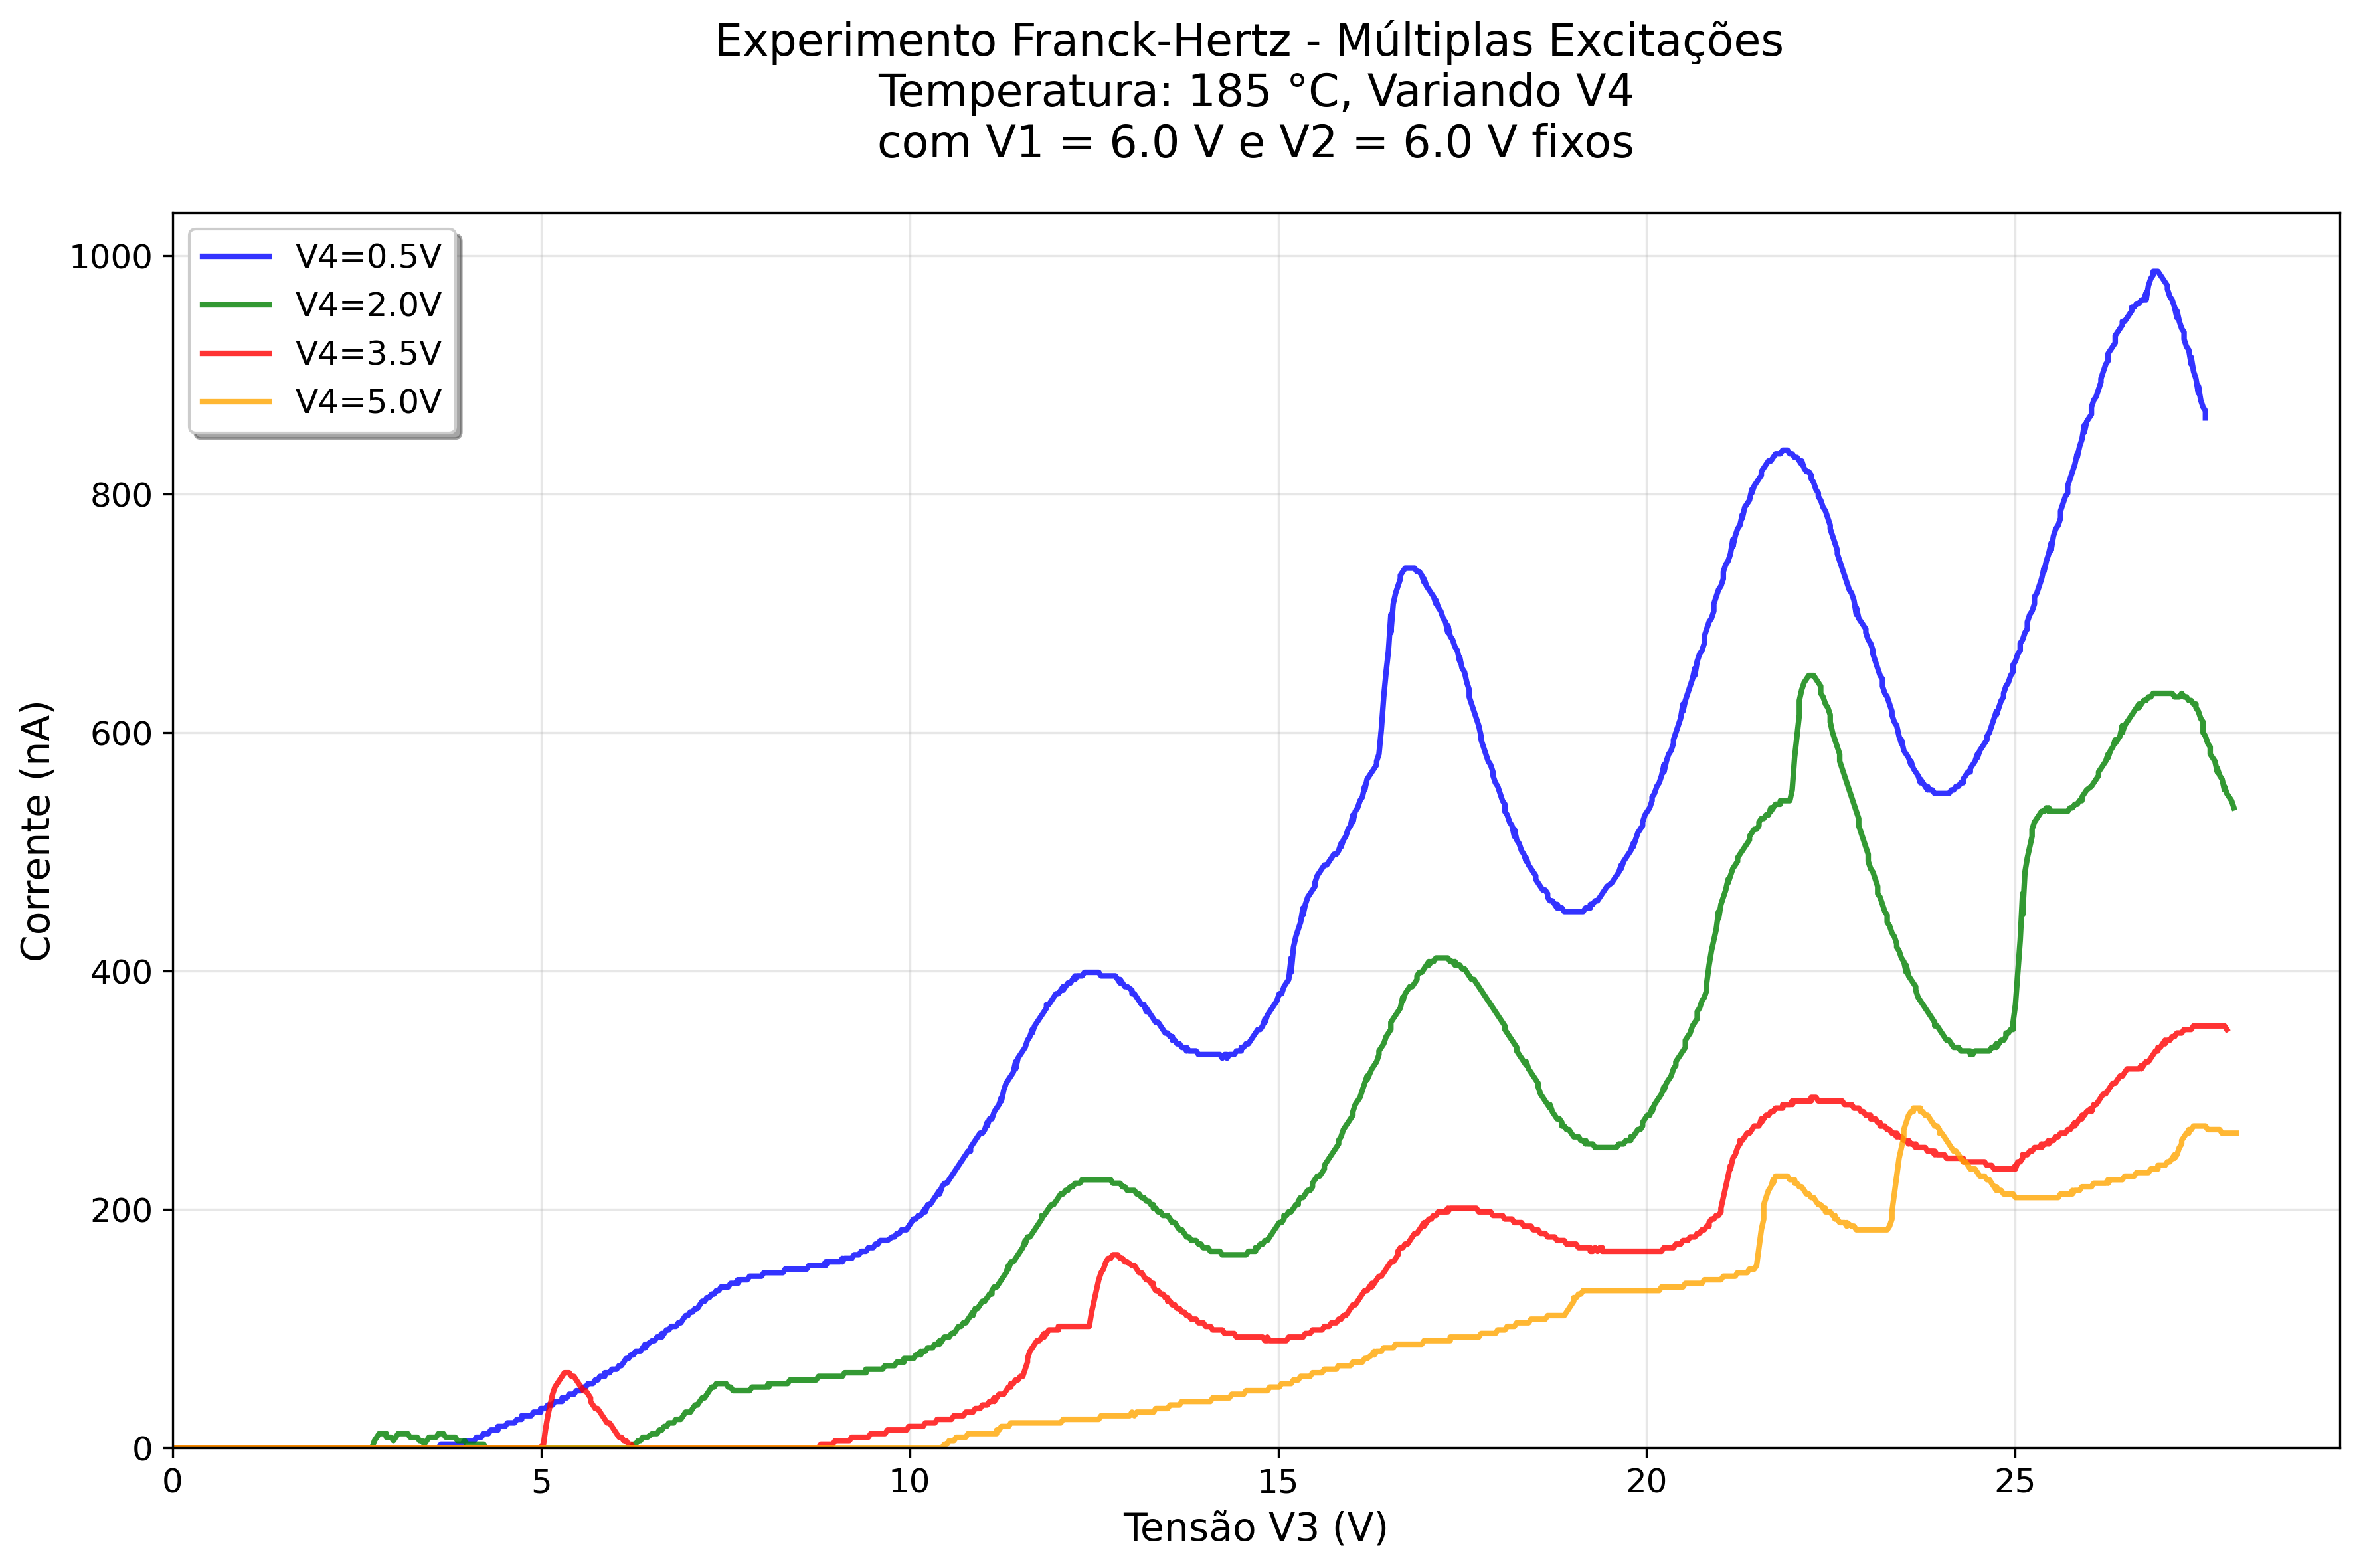 Experimento Franck-Hertz - Múltiplas Excitações
Temperatura: 185 °C, Variando V4
com V1 = 6.0 V e V2 = 6.0 V fixos
V4=0.5V
V4=2.0V
V4=3.5V
V4=5.0V
1000
800
600
400
200
0
Corrente (nA)
0 5 10 15 20 25
Tensão V3 (V)